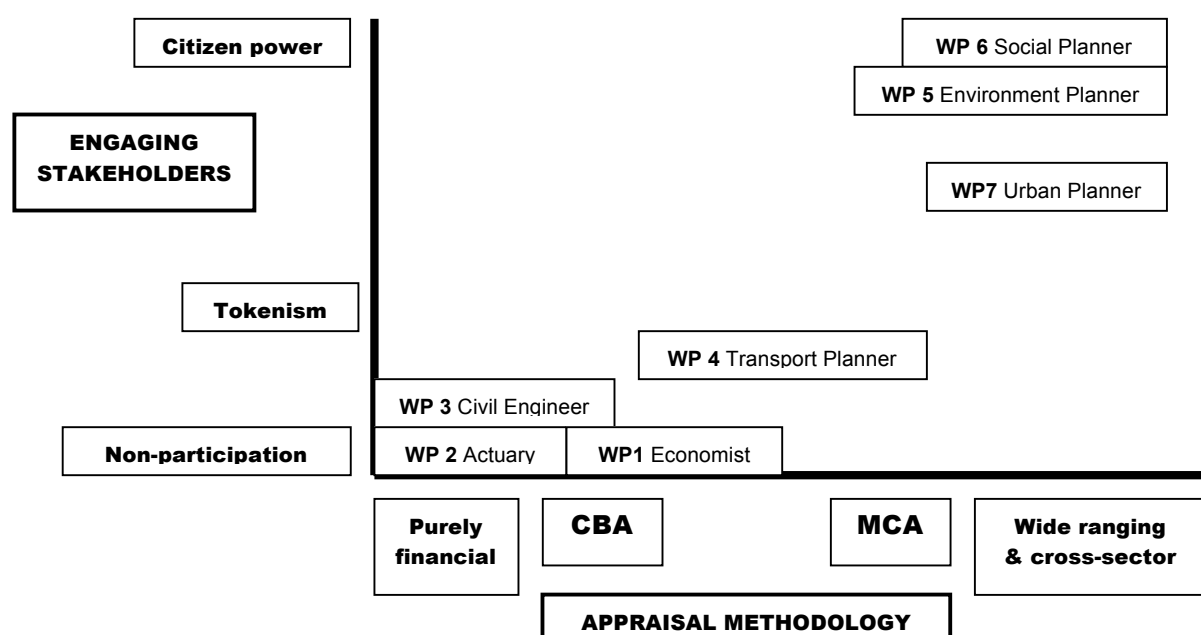 Citizen power
WP 6 Social Planner
WP 5 Environment Planner
ENGAGING
STAKEHOLDERS
WP7 Urban Planner
Tokenism
WP 4 Transport Planner
WP 3 Civil Engineer
Non-participation
WP 2 Actuary
WP1 Economist
Purely
financial
CBA
MCA
Wide ranging
& cross-sector
APPRAISAL METHODOLOGY